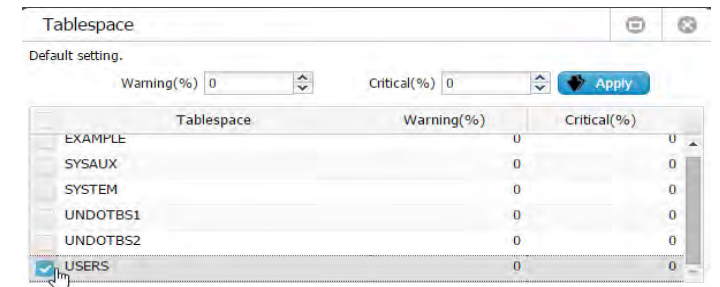 Tablespace
Default setting.
Warning(%) 0 Critical(%) 0 Apply
Tablespace Warning(%) Critical(%)
EXAMPLE 0 0
SYSAUX 0 0
SYSTEM 0 0
UNDOTBS1 0 0
UNDOTBS2 0 0
USERS 0 0